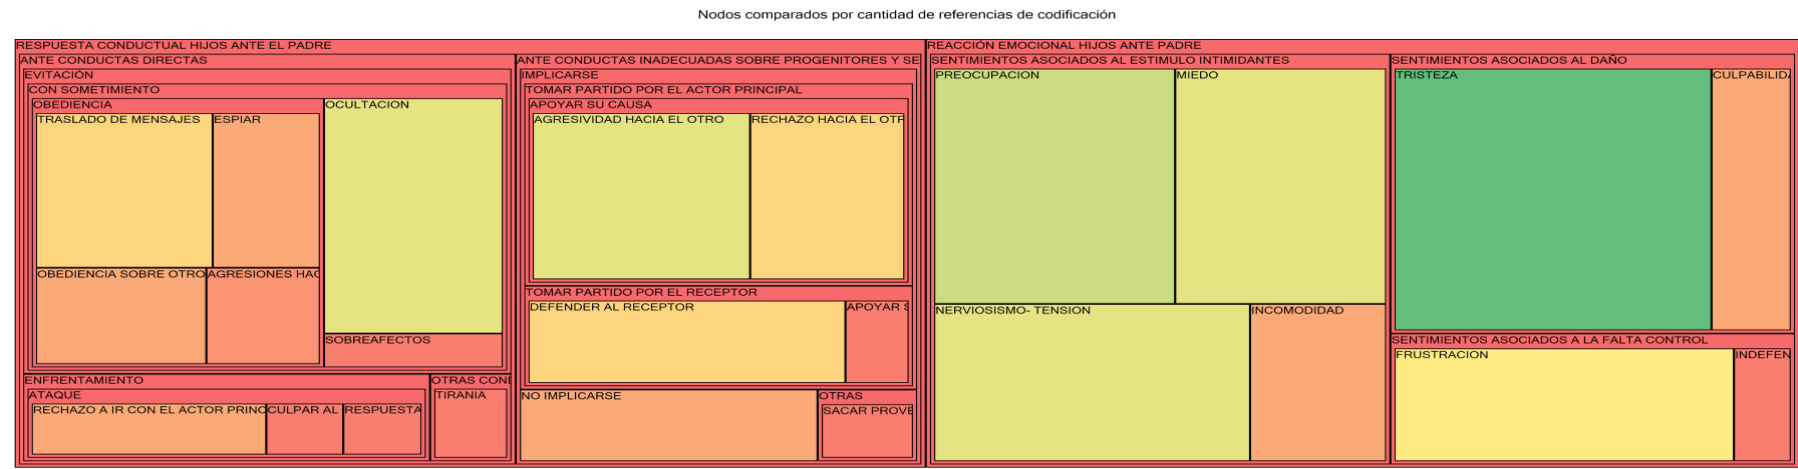 Nodos comparados por cantidad de referencias de codificación
RESPUESTA CONDUCTUAL HIJOS ANTE EL PADRE
ANTE CONDUCTAS DIRECTAS
EVITACIÓN
CON SOMETIMIENTO
OBEDIENCIA
TRASLADO DE MENSAJES
ESPIAR
OBEDIENCIA SOBRE OTRO
AGRESIONES HAC
OCULTACION
SOBREAFECTOS
ENFRENTAMIENTO
ATAQUE
RECHAZO A IR CON EL ACTOR PRINC
CULPAR AL
RESPUESTA
OTRAS CON
TIRANIA
ANTE CONDUCTAS INADECUADAS SOBRE PROGENITORES Y SE
IMPLICARSE
TOMAR PARTIDO POR EL ACTOR PRINCIPAL
APOYAR SU CAUSA
AGRESIVIDAD HACIA EL OTRO
RECHAZO HACIA EL OTR
TOMAR PARTIDO POR EL RECEPTOR
DEFENDER AL RECEPTOR
APOYAR S
NO IMPLICARSE
OTRAS
SACAR PROVE
REACCIÓN EMOCIONAL HIJOS ANTE PADRE
SENTIMIENTOS ASOCIADOS AL ESTIMULO INTIMIDANTES
PREOCUPACION
MIEDO
NERVIOSISMO- TENSION
INCOMODIDAD
SENTIMIENTOS ASOCIADOS AL DAÑO
TRISTEZA
CULPABILIDA
SENTIMIENTOS ASOCIADOS A LA FALTA CONTROL
FRUSTRACION
INDEFEN